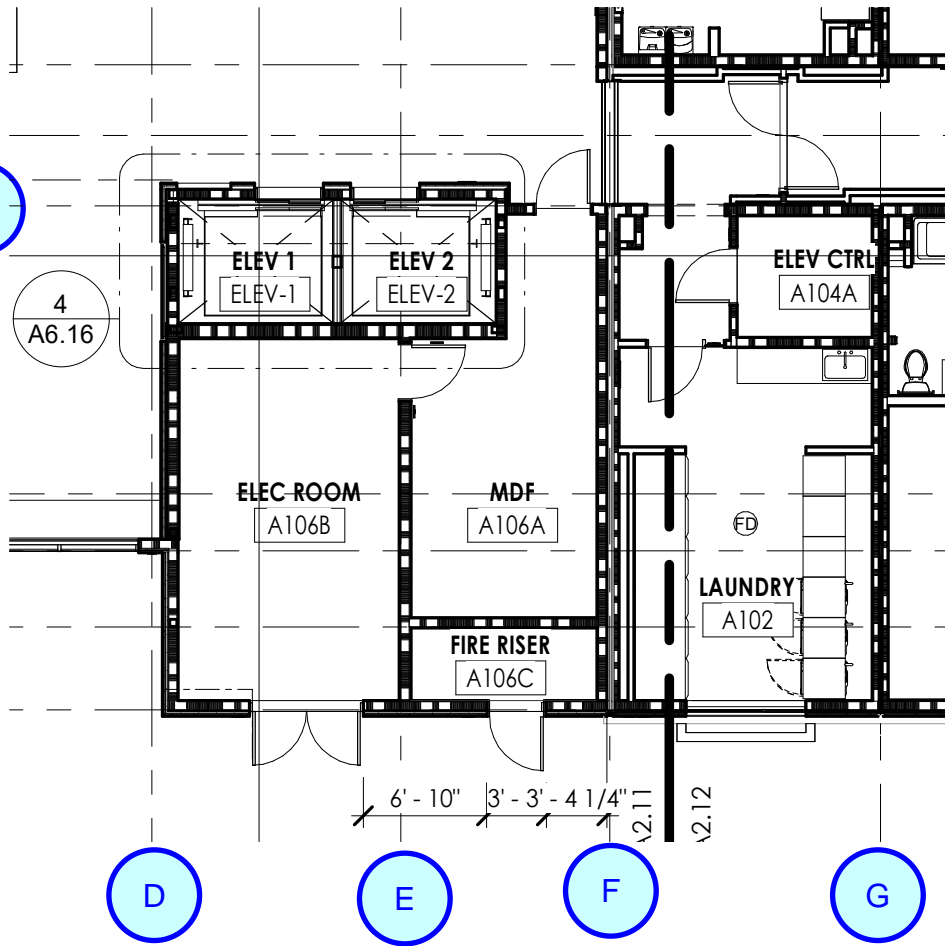 ELEV 1
ELEV-1
ELEV 2
ELEV-2
ELEV CTRL
A104A
4
A6.16
ELEC ROOM
A106B
MDF
A106A
FD
LAUNDRY
A102
FIRE RISER
A106C
6' - 10"
3' - 3' - 4 1/4"
A2.11
A2.12
D
E
F
G